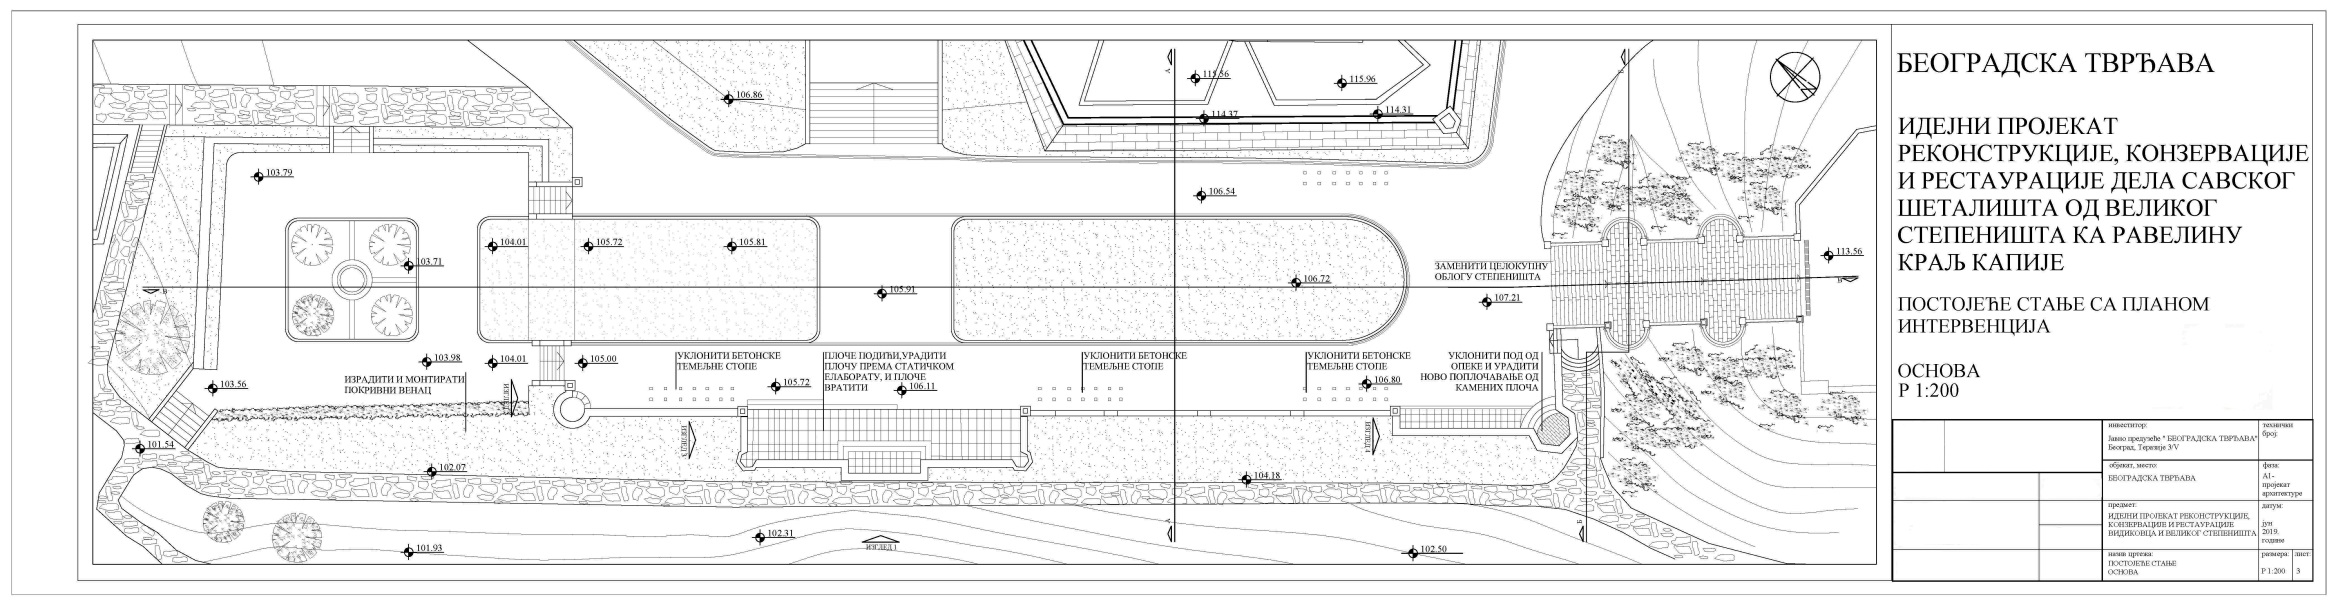 106.86
115.56
115.96
114.37
114.31
103.79
106.54
103.71
104.01
105.72
105.81
105.91
106.72
107.21
113.56
ЗАМЕНИТИ ЦЕЛОКУПНУ
ОБЛОГУ СТЕПЕНИШТА
103.98
104.01
105.00
103.56
105.72
106.11
106.80
101.54
102.07
104.18
101.93
102.31
102.50
ИЗРАДИТИ И МОНТИРАТИ
ПОКРИВНИ ВЕНАЦ
УКЛОНИТИ БЕТОНСКЕ
ТЕМЕЉНЕ СТОПЕ
ПЛОЧЕ ПОДИЋИ,УРАДИТИ
ПЛОЧУ ПРЕМА СТАТИЧКОМ
ЕЛАБОРАТУ, И ПЛОЧЕ
ВРАТИТИ
УКЛОНИТИ БЕТОНСКЕ
ТЕМЕЉНЕ СТОПЕ
УКЛОНИТИ БЕТОНСКЕ
ТЕМЕЉНЕ СТОПЕ
УКЛОНИТИ ПОД ОД
ОПЕКЕ И УРАДИТИ
НОВО ПОПЛОЧАВАЊЕ ОД
КАМЕНИХ ПЛОЧА
ИЗГЛЕД 1
А
А
Б
Б
В
В
БЕОГРАДСКА ТВРЂАВА
ИДЕЈНИ ПРОЈЕКАТ
РЕКОНСТРУКЦИЈЕ, КОНЗЕРВАЦИЈЕ
И РЕСТАУРАЦИЈЕ ДЕЛА САВСКОГ
ШЕТАЛИШТА ОД ВЕЛИКОГ
СТЕПЕНИШТА КА РАВЕЛИНУ
КРАЉ КАПИЈЕ
ПОСТОЈЕЋЕ СТАЊЕ СА ПЛАНОМ
ИНТЕРВЕНЦИЈА
ОСНОВА
Р 1:200
инвеститор:
Јавно предузеће " БЕОГРАДСКА ТВРЂАВА"
Београд, Теразије 3/V
технички
број:
објекат, место:
БЕОГРАДСКА ТВРЂАВА
фаза:
А1-
пројекат
архитектуре
предмет:
ИДЕЈНИ ПРОЈЕКАТ РЕКОНСТРУКЦИЈЕ,
КОНЗЕРВАЦИЈЕ И РЕСТАУРАЦИЈЕ
ВИДИКОВЦА И ВЕЛИКОГ СТЕПЕНИШТА
датум:
јун
2019.
године
назив цртежа:
ПОСТОЈЕЋЕ СТАЊЕ
ОСНОВА
размера:
Р 1:200
лист:
3